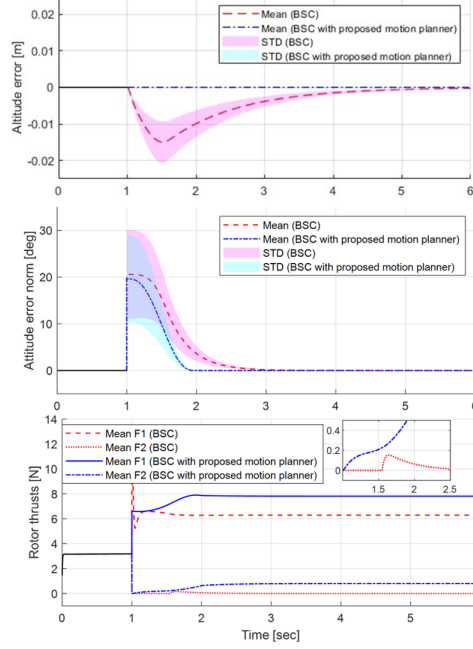 0.02
0.01
0
-0.01
-0.02
Altitude error [m]
Mean (BSC)
Mean (BSC with proposed motion planner)
STD (BSC)
STD (BSC with proposed motion planner)
0 1 2 3 4 5 6
30
20
10
0
Attitude error norm [deg]
Mean (BSC)
Mean (BSC with proposed motion planner)
STD (BSC)
STD (BSC with proposed motion planner)
0 1 2 3 4 5 6
14
12
10
8
6
4
2
0
Rotor thrusts [N]
Mean F1 (BSC)
Mean F2 (BSC)
Mean F1 (BSC with proposed motion planner)
Mean F2 (BSC with proposed motion planner)
0.4
0.2
0
1.5 2 2.5
0 1 2 3 4 5
Time [sec]